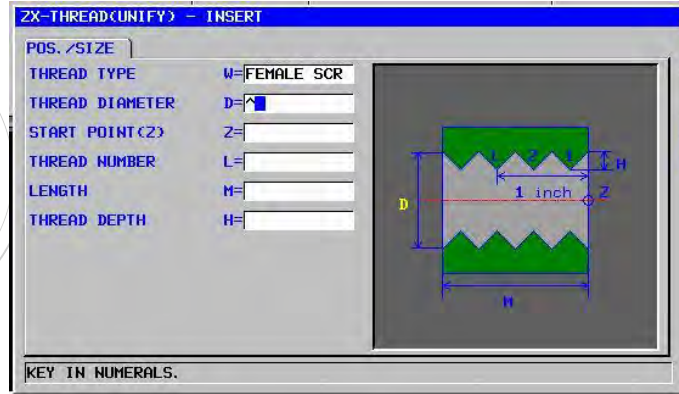 ZX-THREAD(UNIFY) - INSERT
POS./SIZE
THREAD TYPE W=FEMALE SCR
THREAD DIAMETER D=^
START POINT(Z) Z=
THREAD NUMBER L=
LENGTH M=
THREAD DEPTH H=
L 2 1 H
1 inch Z
D
M
KEY IN NUMERALS.